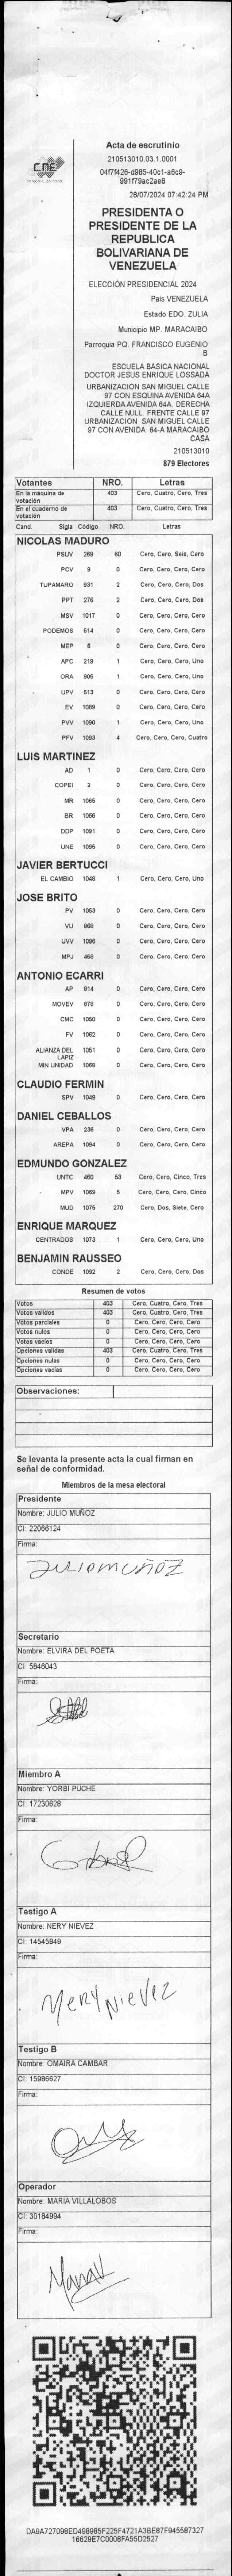 CNE
Acta de escrutinio
210513010.03.1.0001
04f7f426-d985-40c1-a6c9-
991f79ac2ae8
28/07/2024 07:42:24 PM
PRESIDENTA O
PRESIDENTE DE LA
REPUBLICA
BOLIVARIANA DE
VENEZUELA
ELECCIÓN PRESIDENCIAL 2024
País VENEZUELA
Estado EDO. ZULIA
Municipio MP. MARACAIBO
Parroquia PQ. FRANCISCO EUGENIO
B
ESCUELA BASICA NACIONAL
DOCTOR JESUS ENRIQUE LOSSADA
URBANIZACION SAN MIGUEL CALLE
97 CON ESQUINA AVENIDA 64A
IZQUIERDA AVENIDA 64A. DERECHA
CALLE NULL. FRENTE CALLE 97
URBANIZACION SAN MIGUEL CALLE
97 CON AVENIDA 64-A MARACAIBO
CASA
210513010
879 Electores
Votantes NRO. Letras
En la máquina de votación 403 Cero, Cuatro, Cero, Tres
En el cuaderno de votación 403 Cero, Cuatro, Cero, Tres
Cand. Sigla Código NRO. Letras
NICOLAS MADURO
PSUV 269 60 Cero, Cero, Seis, Cero
PCV 9 0 Cero, Cero, Cero, Cero
TUPAMARO 931 2 Cero, Cero, Cero, Dos
PPT 276 2 Cero, Cero, Cero, Dos
MSV 1017 0 Cero, Cero, Cero, Cero
PODEMOS 514 0 Cero, Cero, Cero, Cero
MEP 6 0 Cero, Cero, Cero, Cero
APC 219 1 Cero, Cero, Cero, Uno
ORA 906 1 Cero, Cero, Cero, Uno
UPV 513 0 Cero, Cero, Cero, Cero
EV 1089 0 Cero, Cero, Cero, Cero
PVV 1090 1 Cero, Cero, Cero, Uno
PFV 1093 4 Cero, Cero, Cero, Cuatro
LUIS MARTINEZ
AD 1 0 Cero, Cero, Cero, Cero
COPEI 2 0 Cero, Cero, Cero, Cero
MR 1065 0 Cero, Cero, Cero, Cero
BR 1066 0 Cero, Cero, Cero, Cero
DDP 1091 0 Cero, Cero, Cero, Cero
UNE 1095 0 Cero, Cero, Cero, Cero
JAVIER BERTUCCI
EL CAMBIO 1048 1 Cero, Cero, Cero, Uno
JOSE BRITO
PV 1053 0 Cero, Cero, Cero, Cero
VU 868 0 Cero, Cero, Cero, Cero
UVV 1096 0 Cero, Cero, Cero, Cero
MPJ 458 0 Cero, Cero, Cero, Cero
ANTONIO ECARRI
AP 914 0 Cero, Cero, Cero, Cero
MOVEV 679 0 Cero, Cero, Cero, Cero
CMC 1050 0 Cero, Cero, Cero, Cero
FV 1062 0 Cero, Cero, Cero, Cero
ALIANZA DEL LAPIZ 1051 0 Cero, Cero, Cero, Cero
MIN UNIDAD 1069 0 Cero, Cero, Cero, Cero
CLAUDIO FERMIN
SPV 1049 0 Cero, Cero, Cero, Cero
DANIEL CEBALLOS
VPA 236 0 Cero, Cero, Cero, Cero
AREPA 1094 0 Cero, Cero, Cero, Cero
EDMUNDO GONZALEZ
UNTC 460 53 Cero, Cero, Cinco, Tres
MPV 1069 5 Cero, Cero, Cero, Cinco
MUD 1075 270 Cero, Dos, Siete, Cero
ENRIQUE MARQUEZ
CENTRADOS 1073 1 Cero, Cero, Cero, Uno
BENJAMIN RAUSSEO
CONDE 1092 2 Cero, Cero, Cero, Dos
Resumen de votos
Votos 403 Cero, Cuatro, Cero, Tres
Votos validos 403 Cero, Cuatro, Cero, Tres
Votos parciales 0 Cero, Cero, Cero, Cero
Votos nulos 0 Cero, Cero, Cero, Cero
Votos vacios 0 Cero, Cero, Cero, Cero
Opciones validas 403 Cero, Cuatro, Cero, Tres
Opciones nulas 0 Cero, Cero, Cero, Cero
Opciones vacias 0 Cero, Cero, Cero, Cero
Observaciones:
Se levanta la presente acta la cual firman en
señal de conformidad.
Miembros de la mesa electoral
Presidente
Nombre: JULIO MUÑOZ
CI: 22066124
Firma:
JULIO MUÑOZ
Secretario
Nombre: ELVIRA DEL POETA
CI: 5846043
Firma:
Miembro A
Nombre: YORBI PUCHE
CI: 17230628
Firma:
Testigo A
Nombre: NERY NIEVEZ
CI: 14545849
Firma:
Nery Nievez
Testigo B
Nombre: OMAIRA CAMBAR
CI: 15986627
Firma:
Operador
Nombre: MARIA VILLALOBOS
CI: 30184994
Firma:
DA9A727098ED498985F225F4721A3BE87F945587327
16629E7C0008FA55D2527